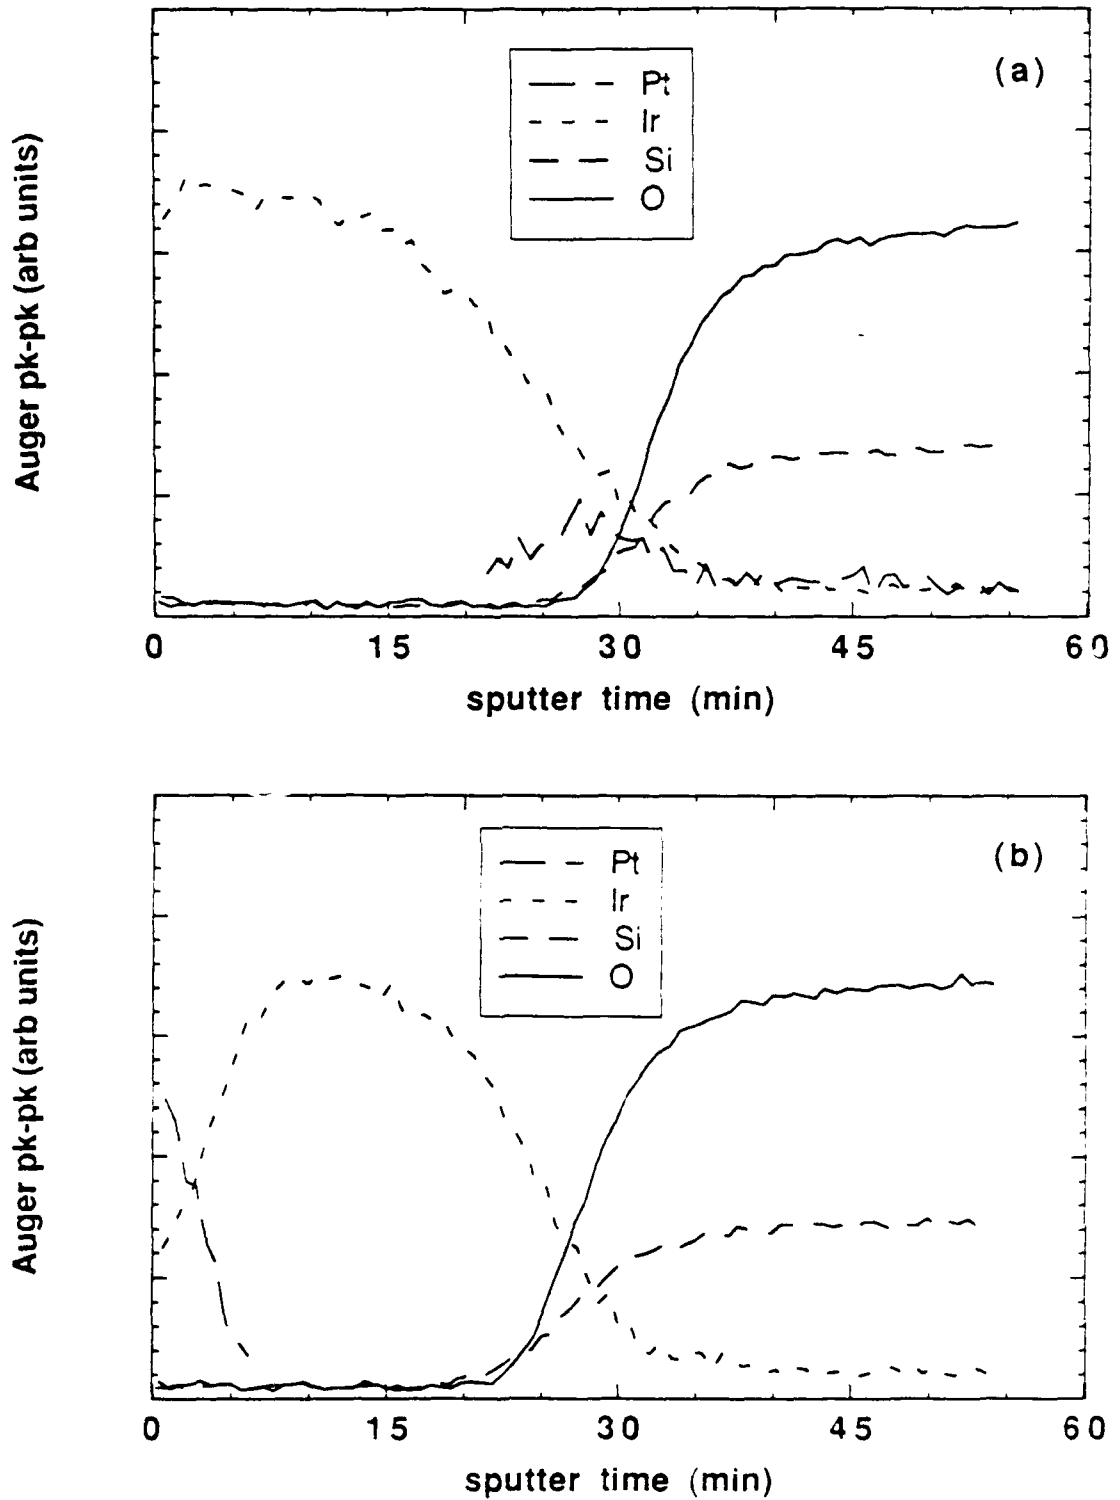 (a)
Pt
Ir
Si
O
Auger pk-pk (arb units)
0 15 30 45 60
sputter time (min)
(b)
Pt
Ir
Si
O
Auger pk-pk (arb units)
0 15 30 45 60
sputter time (min)